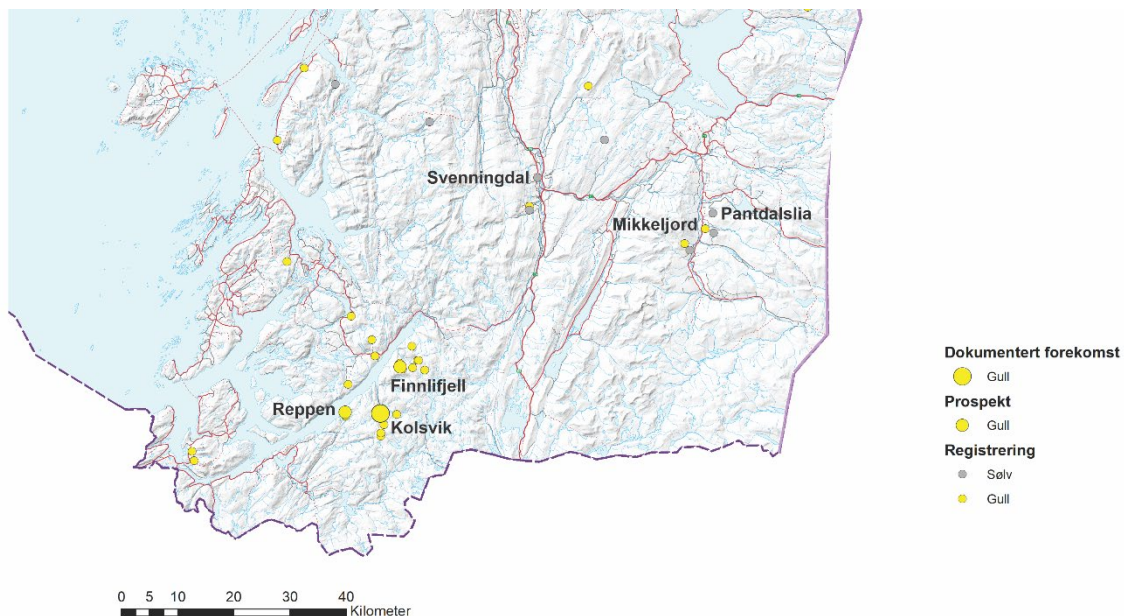 Svenningdal
Pantdalslia
Mikkeljord
Finnlifjell
Reppen
Kolsvik
Dokumentert forekomst
Gull
Prospekt
Gull
Registrering
Sølv
Gull
0 5 10 20 30 40
Kilometer